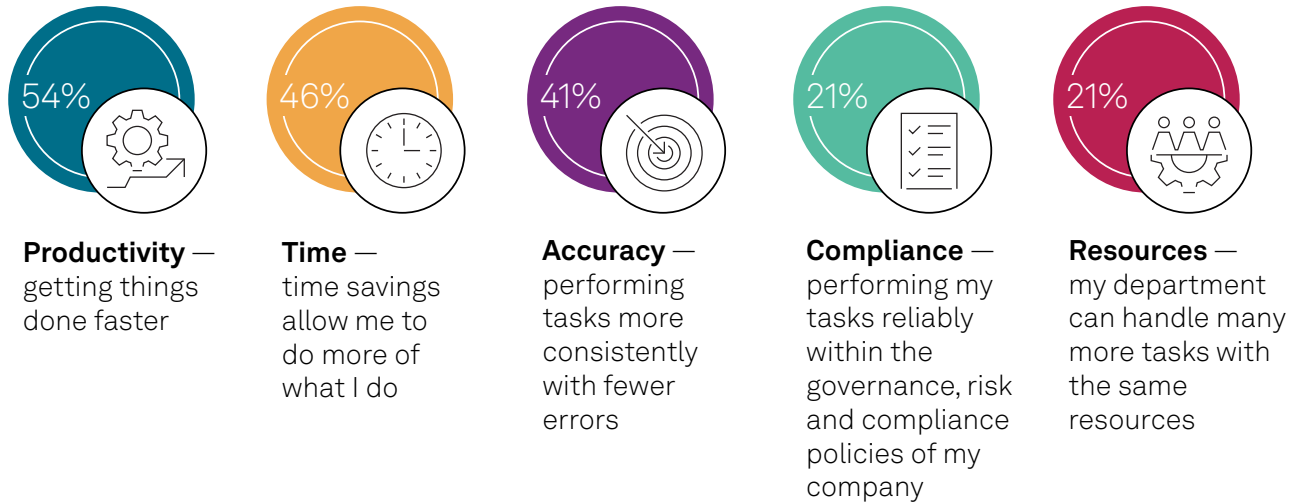 54%
46%
41%
21%
21%
Productivity —
getting things
done faster
Time —
time savings
allow me to
do more of
what I do
Accuracy —
performing
tasks more
consistently
with fewer
errors
Compliance —
performing my
tasks reliably
within the
governance, risk
and compliance
policies of my
company
Resources —
my department
can handle many
more tasks with
the same
resources